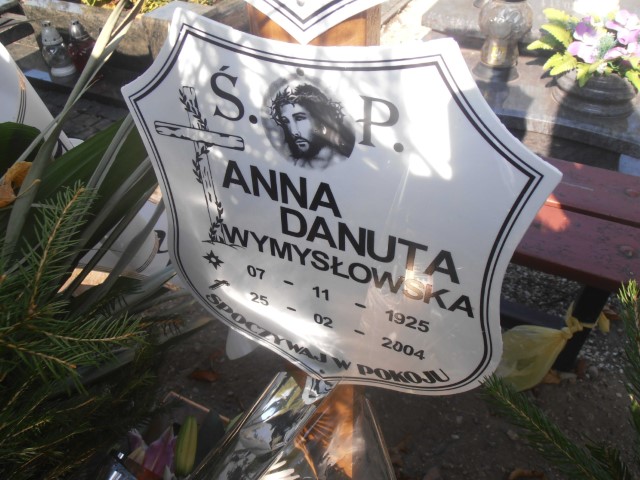 Ś. P.
ANNA
DANUTA
WYMYSŁOWSKA
07 - 11 - 1925
25 - 02 - 2004
SPOCZYWAJ W POKOJU